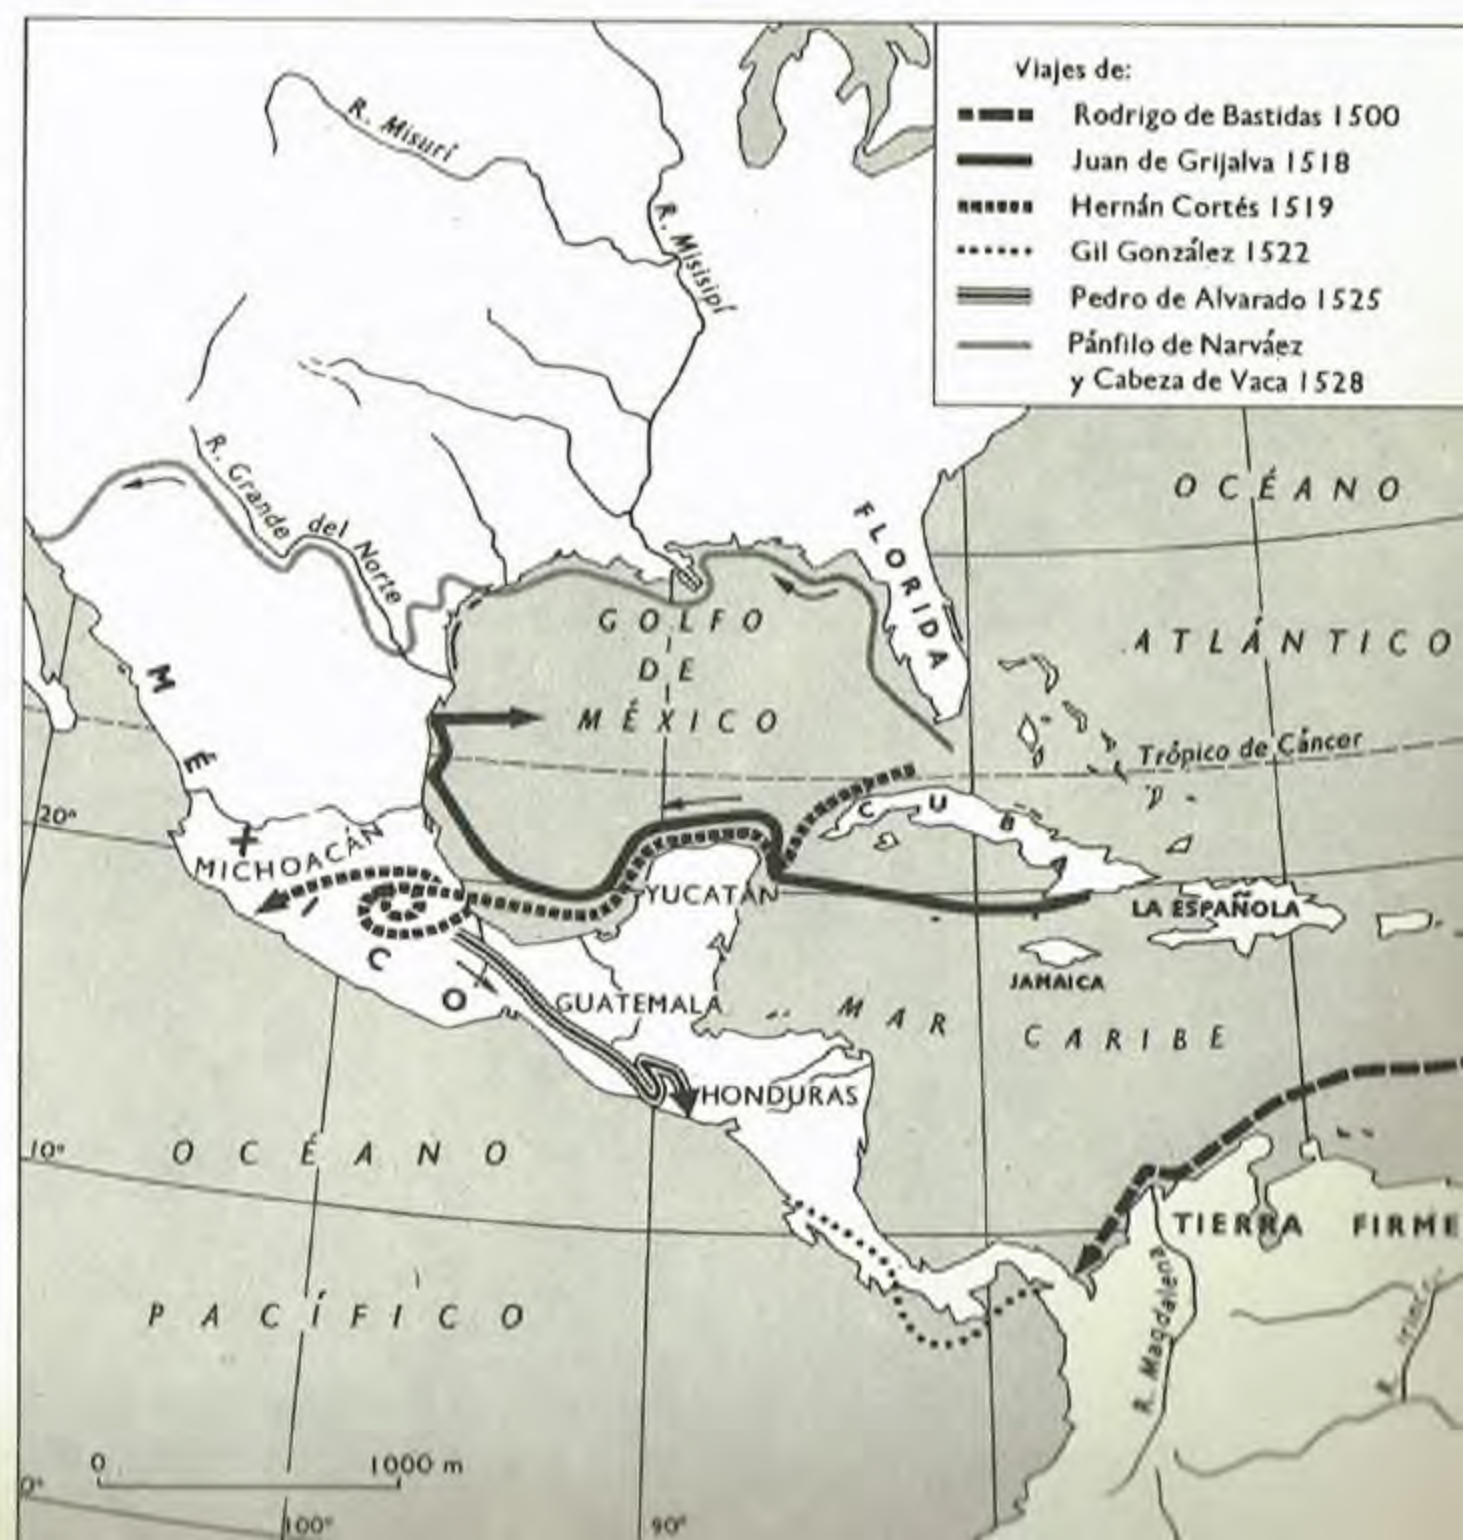 Viajes de:
Rodrigo de Bastidas 1500
Juan de Grijalva 1518
Hernán Cortés 1519
Gil González 1522
Pedro de Alvarado 1525
Pánfilo de Narváez
y Cabeza de Vaca 1528
R. Misurí
R. Misisipí
R. Grande del Norte
FLORIDA
OCÉANO
ATLÁNTICO
GOLFO
DE
MÉXICO
Trópico de Cáncer
MÉXICO
CUBA
20°
MICHOACÁN
YUCATÁN
LA ESPAÑOLA
JAMAICA
GUATEMALA
MAR CARIBE
HONDURAS
10°
OCÉANO
PACÍFICO
TIERRA FIRME
R. Magdalena
R.
0 1000 m
0°
100° 90°